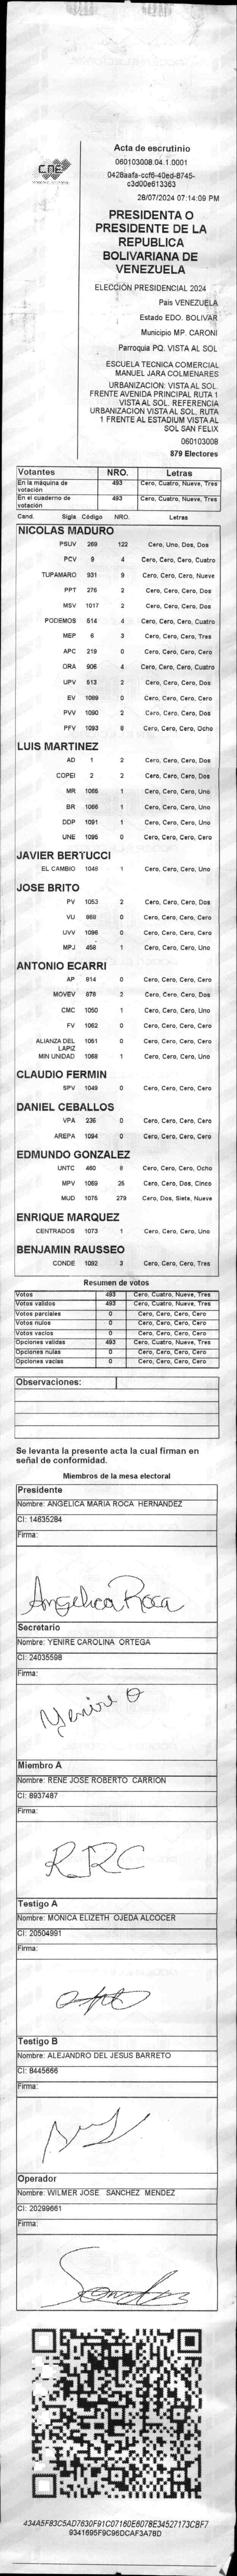 Acta de escrutinio
060103008.04.1.0001
0428aafa-ccf6-40ed-8745-
c3d00e613363
28/07/2024 07:14:09 PM
CNE
PRESIDENTA O
PRESIDENTE DE LA
REPUBLICA
BOLIVARIANA DE
VENEZUELA
ELECCIÓN PRESIDENCIAL 2024
País VENEZUELA
Estado EDO. BOLIVAR
Municipio MP. CARONI
Parroquia PQ. VISTA AL SOL
ESCUELA TECNICA COMERCIAL
MANUEL JARA COLMENARES
URBANIZACION: VISTA AL SOL.
FRENTE AVENIDA PRINCIPAL RUTA 1
VISTA AL SOL. REFERENCIA
URBANIZACION VISTA AL SOL. RUTA
1 FRENTE AL ESTADIUM VISTA AL
SOL SAN FELIX
060103008
879 Electores
Votantes NRO. Letras
En la máquina de votación 493 Cero, Cuatro, Nueve, Tres
En el cuaderno de votación 493 Cero, Cuatro, Nueve, Tres
Cand. Sigla Código NRO. Letras
NICOLAS MADURO
PSUV 269 122 Cero, Uno, Dos, Dos
PCV 9 4 Cero, Cero, Cero, Cuatro
TUPAMARO 931 9 Cero, Cero, Cero, Nueve
PPT 276 2 Cero, Cero, Cero, Dos
MSV 1017 2 Cero, Cero, Cero, Dos
PODEMOS 514 4 Cero, Cero, Cero, Cuatro
MEP 6 3 Cero, Cero, Cero, Tres
APC 219 0 Cero, Cero, Cero, Cero
ORA 906 4 Cero, Cero, Cero, Cuatro
UPV 513 2 Cero, Cero, Cero, Dos
EV 1089 0 Cero, Cero, Cero, Cero
PVV 1090 2 Cero, Cero, Cero, Dos
PFV 1093 8 Cero, Cero, Cero, Ocho
LUIS MARTINEZ
AD 1 2 Cero, Cero, Cero, Dos
COPEI 2 2 Cero, Cero, Cero, Dos
MR 1065 1 Cero, Cero, Cero, Uno
BR 1066 1 Cero, Cero, Cero, Uno
DDP 1091 1 Cero, Cero, Cero, Uno
UNE 1095 0 Cero, Cero, Cero, Cero
JAVIER BERTUCCI
EL CAMBIO 1048 1 Cero, Cero, Cero, Uno
JOSE BRITO
PV 1053 2 Cero, Cero, Cero, Dos
VU 868 0 Cero, Cero, Cero, Cero
UVV 1096 0 Cero, Cero, Cero, Cero
MPJ 458 1 Cero, Cero, Cero, Uno
ANTONIO ECARRI
AP 914 0 Cero, Cero, Cero, Cero
MOVEV 878 2 Cero, Cero, Cero, Dos
CMC 1050 1 Cero, Cero, Cero, Uno
FV 1062 0 Cero, Cero, Cero, Cero
ALIANZA DEL LAPIZ 1051 0 Cero, Cero, Cero, Cero
MIN UNIDAD 1068 1 Cero, Cero, Cero, Uno
CLAUDIO FERMIN
SPV 1049 0 Cero, Cero, Cero, Cero
DANIEL CEBALLOS
VPA 236 0 Cero, Cero, Cero, Cero
AREPA 1094 0 Cero, Cero, Cero, Cero
EDMUNDO GONZALEZ
UNTC 460 8 Cero, Cero, Cero, Ocho
MPV 1069 25 Cero, Cero, Dos, Cinco
MUD 1075 279 Cero, Dos, Siete, Nueve
ENRIQUE MARQUEZ
CENTRADOS 1073 1 Cero, Cero, Cero, Uno
BENJAMIN RAUSSEO
CONDE 1092 3 Cero, Cero, Cero, Tres
Resumen de votos
Votos 493 Cero, Cuatro, Nueve, Tres
Votos validos 493 Cero, Cuatro, Nueve, Tres
Votos parciales 0 Cero, Cero, Cero, Cero
Votos nulos 0 Cero, Cero, Cero, Cero
Votos vacios 0 Cero, Cero, Cero, Cero
Opciones validas 493 Cero, Cuatro, Nueve, Tres
Opciones nulas 0 Cero, Cero, Cero, Cero
Opciones vacias 0 Cero, Cero, Cero, Cero
Observaciones:
Se levanta la presente acta la cual firman en
señal de conformidad.
Miembros de la mesa electoral
Presidente
Nombre: ANGELICA MARIA ROCA HERNANDEZ
CI: 14635284
Firma:
Angelica Roca
Secretario
Nombre: YENIRE CAROLINA ORTEGA
CI: 24035598
Firma:
Yenire O
Miembro A
Nombre: RENE JOSE ROBERTO CARRION
CI: 8937487
Firma:
RJRC
Testigo A
Nombre: MONICA ELIZETH OJEDA ALCOCER
CI: 20504991
Firma:
Testigo B
Nombre: ALEJANDRO DEL JESUS BARRETO
CI: 8445666
Firma:
Operador
Nombre: WILMER JOSE SANCHEZ MENDEZ
CI: 20299661
Firma:
434A5F83C5AD7630F91C07160E6078E34527173CBF7
9341695F9C96DCAF3A78D